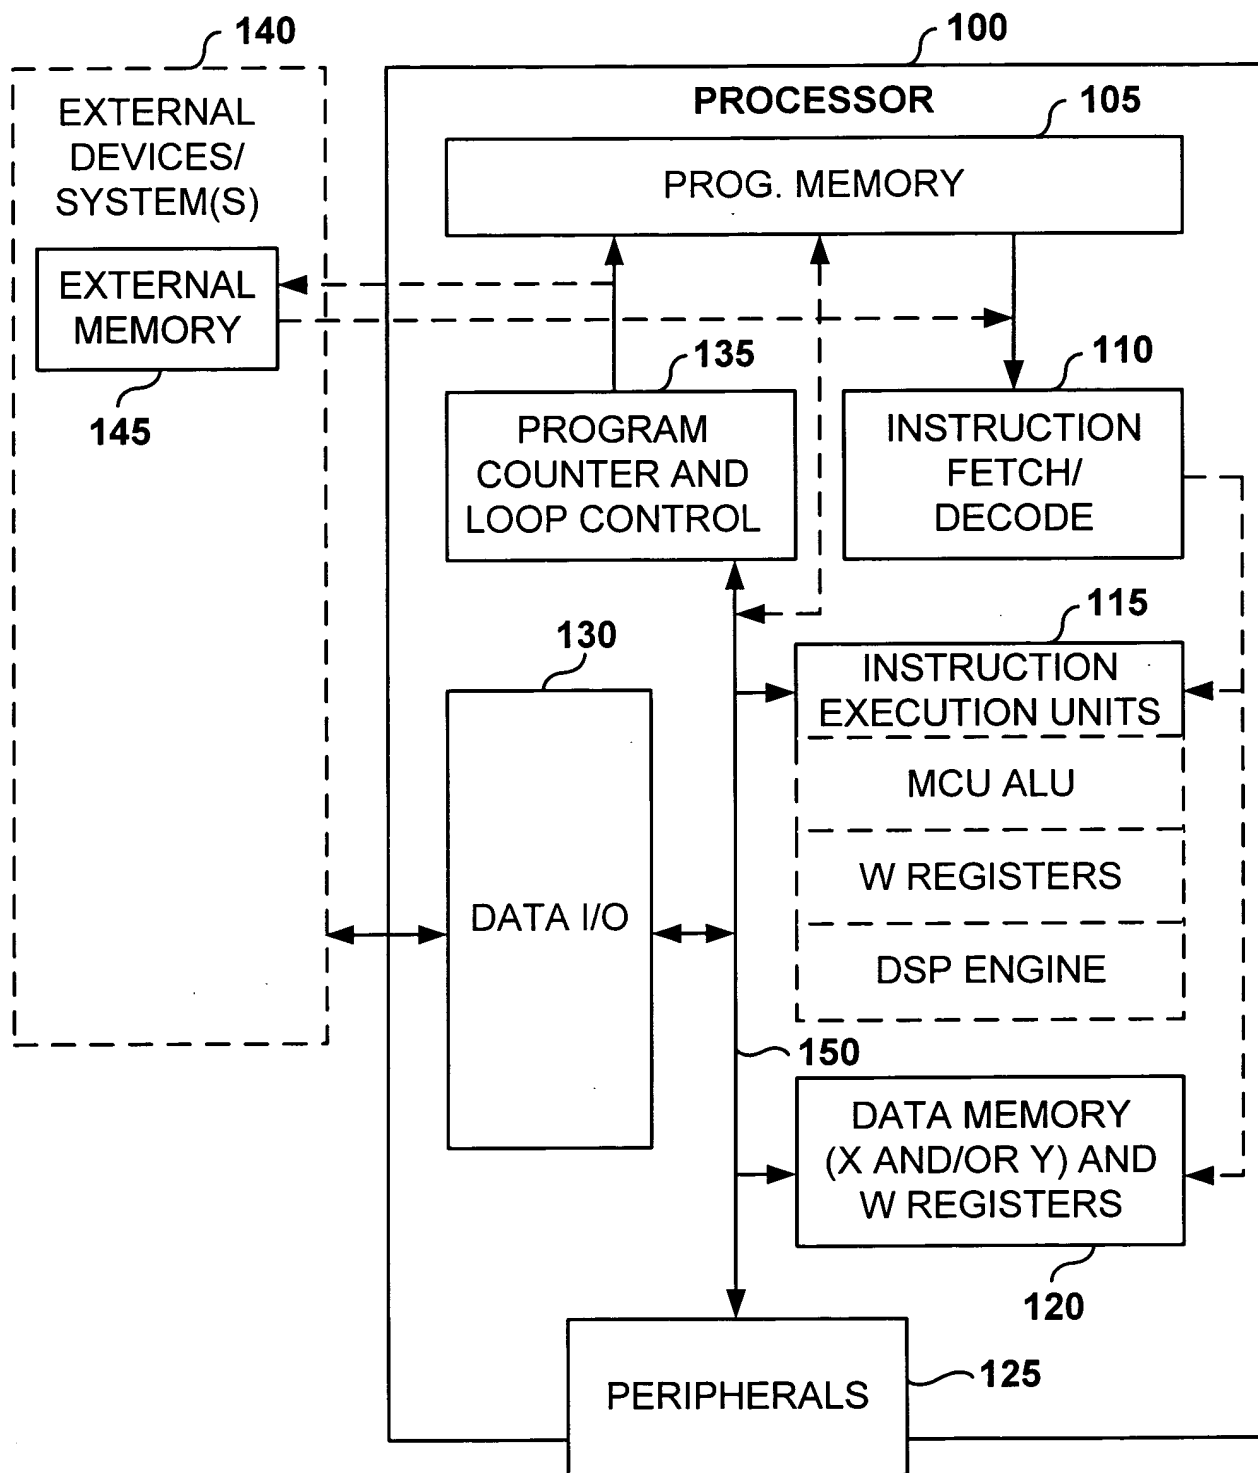 140
100
EXTERNAL
DEVICES/
SYSTEM(S)
PROCESSOR
105
PROG. MEMORY
EXTERNAL
MEMORY
145
135
PROGRAM
COUNTER AND
LOOP CONTROL
110
INSTRUCTION
FETCH/
DECODE
130
DATA I/O
115
INSTRUCTION
EXECUTION UNITS
MCU ALU
W REGISTERS
DSP ENGINE
150
DATA MEMORY
(X AND/OR Y) AND
W REGISTERS
120
PERIPHERALS
125